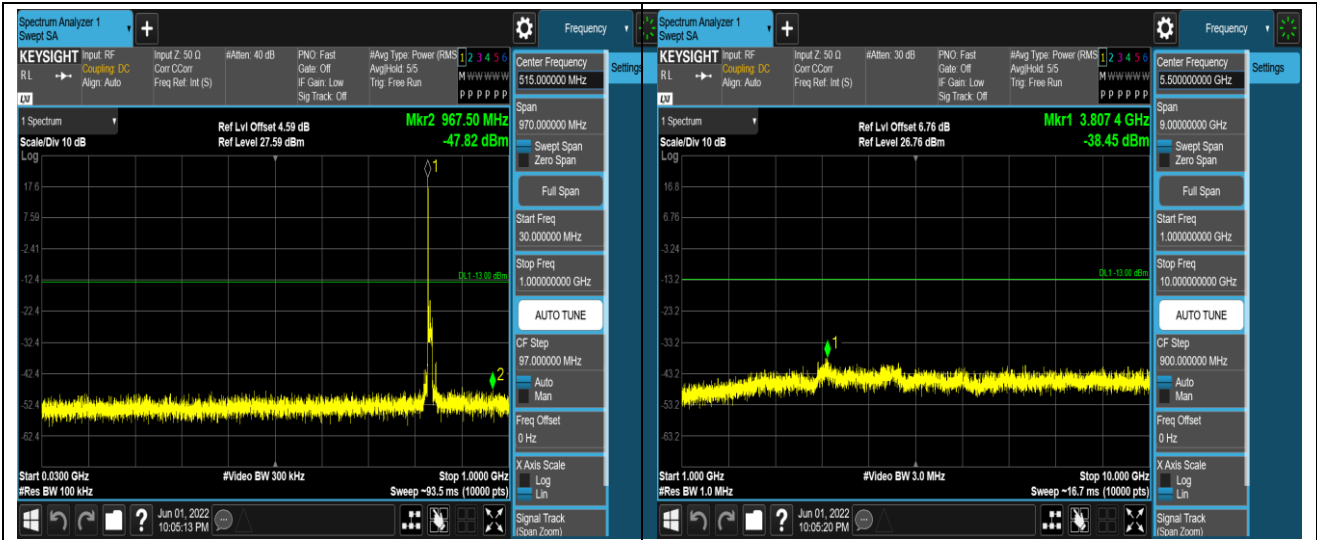 Spectrum Analyzer 1
Swept SA
+
Frequency
KEYSIGHT
RL
LXI
Input: RF
Coupling: DC
Align: Auto
Input Z: 50 Ω
Corr CCorr
Freq Ref: Int (S)
#Atten: 40 dB
PNO: Fast
Gate: Off
IF Gain: Low
Sig Track: Off
#Avg Type: Power (RMS
Avg|Hold: 5/5
Trig: Free Run
1 2 3 4 5 6
M W W W W W
P P P P P P
1 Spectrum
Scale/Div 10 dB
Log
Ref Lvl Offset 4.59 dB
Ref Level 27.59 dBm
Mkr2 967.50 MHz
-47.82 dBm
1
17.6
7.59
-2.41
-12.4
DL1 -13.00 dBm
-22.4
-32.4
-42.4
2
-52.4
-62.4
Start 0.0300 GHz
#Res BW 100 kHz
#Video BW 300 kHz
Stop 1.0000 GHz
Sweep ~93.5 ms (10000 pts)
Center Frequency
515.000000 MHz
Settings
Span
970.000000 MHz
Swept Span
Zero Span
Full Span
Start Freq
30.000000 MHz
Stop Freq
1.000000000 GHz
AUTO TUNE
CF Step
97.000000 MHz
Auto
Man
Freq Offset
0 Hz
X Axis Scale
Log
Lin
Signal Track
(Span Zoom)
?
Jun 01, 2022
10:05:13 PM
Spectrum Analyzer 1
Swept SA
+
Frequency
KEYSIGHT
RL
LXI
Input: RF
Coupling: DC
Align: Auto
Input Z: 50 Ω
Corr CCorr
Freq Ref: Int (S)
#Atten: 30 dB
PNO: Fast
Gate: Off
IF Gain: Low
Sig Track: Off
#Avg Type: Power (RMS
Avg|Hold: 5/5
Trig: Free Run
1 2 3 4 5 6
M W W W W W
P P P P P P
1 Spectrum
Scale/Div 10 dB
Log
Ref Lvl Offset 6.76 dB
Ref Level 26.76 dBm
Mkr1 3.807 4 GHz
-38.45 dBm
16.8
6.76
-3.24
-13.2
DL1 -13.00 dBm
-23.2
-33.2
1
-43.2
-53.2
-63.2
Start 1.000 GHz
#Res BW 1.0 MHz
#Video BW 3.0 MHz
Stop 10.000 GHz
Sweep ~16.7 ms (10000 pts)
Center Frequency
5.500000000 GHz
Settings
Span
9.00000000 GHz
Swept Span
Zero Span
Full Span
Start Freq
1.000000000 GHz
Stop Freq
10.000000000 GHz
AUTO TUNE
CF Step
900.000000 MHz
Auto
Man
Freq Offset
0 Hz
X Axis Scale
Log
Lin
Signal Track
(Span Zoom)
?
Jun 01, 2022
10:05:20 PM